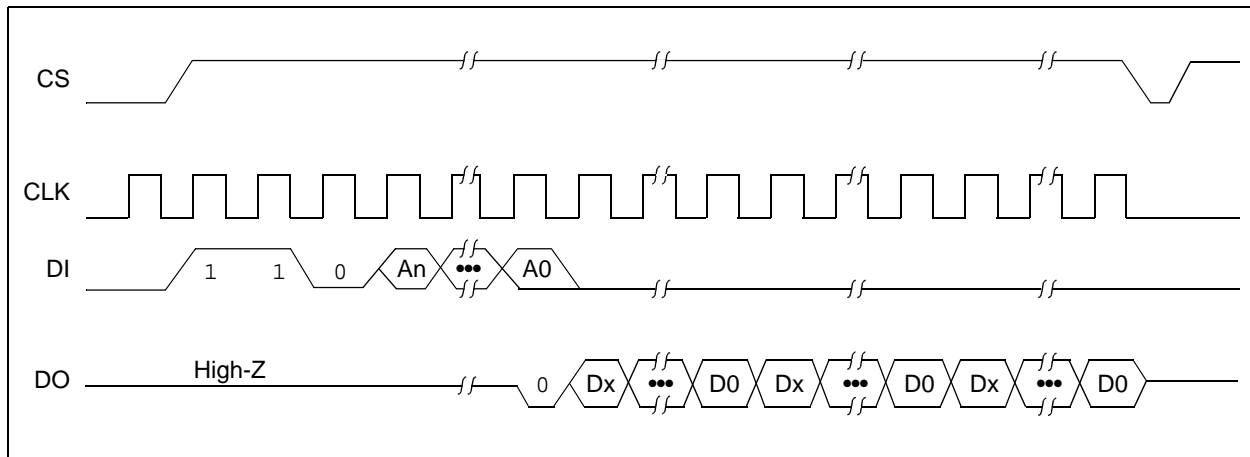 CS
CLK
DI 1 1 0 An ••• A0
High-Z
DO 0 Dx ••• D0 Dx ••• D0 Dx ••• D0